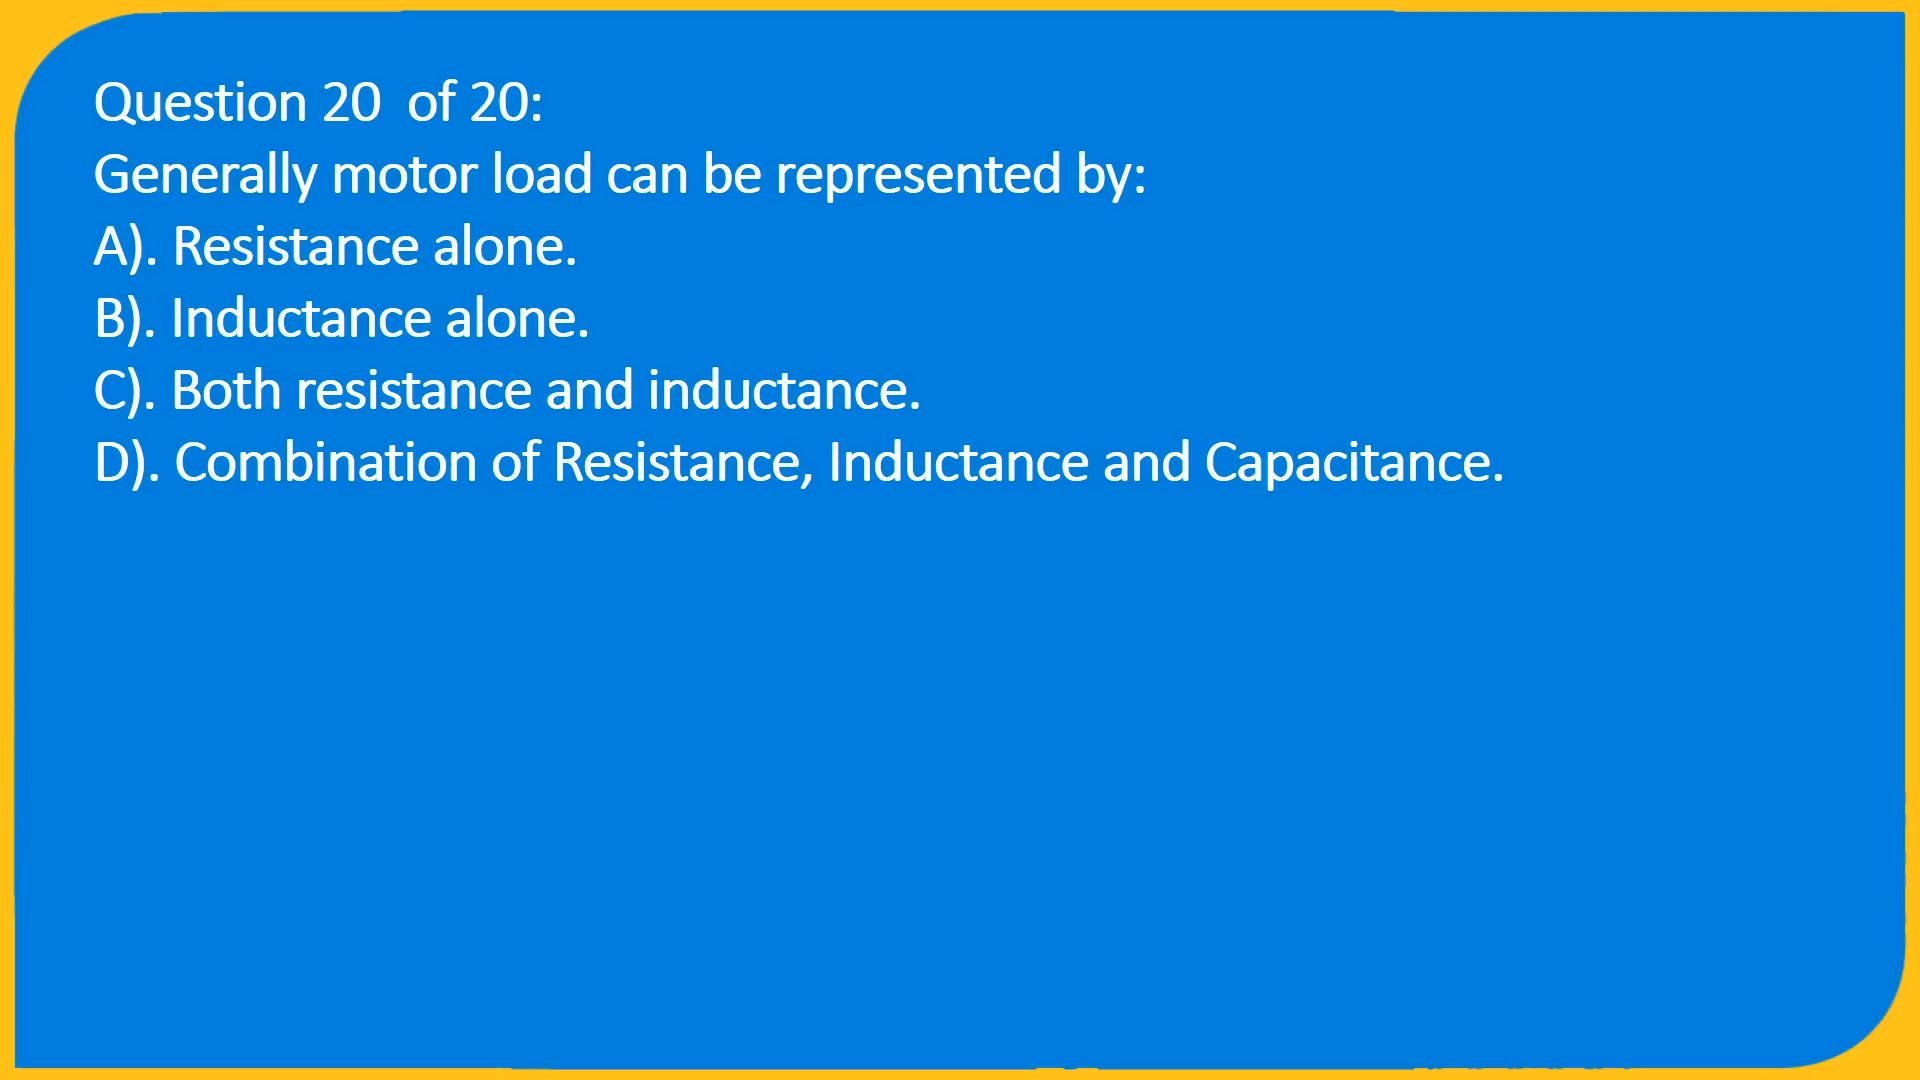 Question 20  of 20:
Generally motor load can be represented by:
A). Resistance alone.
B). Inductance alone.
C). Both resistance and inductance.
D). Combination of Resistance, Inductance and Capacitance.